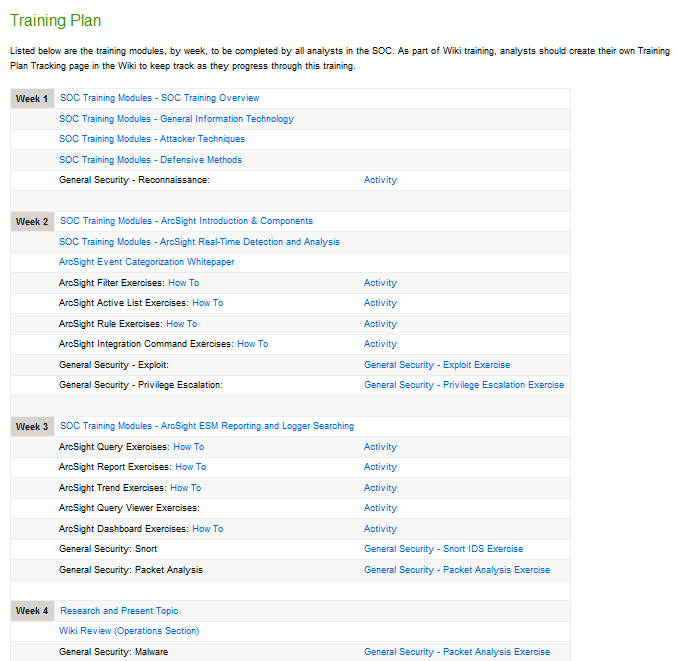 Training Plan
Listed below are the training modules, by week, to be completed by all analysts in the SOC. As part of Wiki training, analysts should create their own Training
Plan Tracking page in the Wiki to keep track as they progress through this training.
Week 1 SOC Training Modules - SOC Training Overview
SOC Training Modules - General Information Technology
SOC Training Modules - Attacker Techniques
SOC Training Modules - Defensive Methods
General Security - Reconnaissance: Activity
Week 2 SOC Training Modules - ArcSight Introduction & Components
SOC Training Modules - ArcSight Real-Time Detection and Analysis
ArcSight Event Categorization Whitepaper
ArcSight Filter Exercises: How To Activity
ArcSight Active List Exercises: How To Activity
ArcSight Rule Exercises: How To Activity
ArcSight Integration Command Exercises: How To Activity
General Security - Exploit: General Security - Exploit Exercise
General Security - Privilege Escalation: General Security - Privilege Escalation Exercise
Week 3 SOC Training Modules - ArcSight ESM Reporting and Logger Searching
ArcSight Query Exercises: How To Activity
ArcSight Report Exercises: How To Activity
ArcSight Trend Exercises: How To Activity
ArcSight Query Viewer Exercises: Activity
ArcSight Dashboard Exercises: How To Activity
General Security: Snort General Security - Snort IDS Exercise
General Security: Packet Analysis General Security - Packet Analysis Exercise
Week 4 Research and Present Topic
Wiki Review (Operations Section)
General Security: Malware General Security - Packet Analysis Exercise